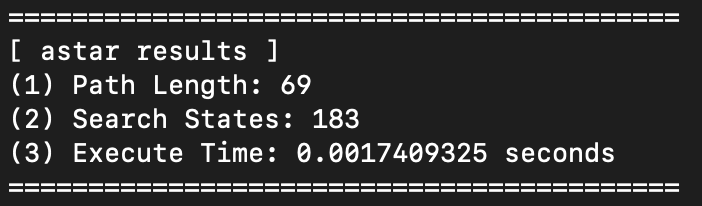 ===========================================
[ astar results ]
(1) Path Length: 69
(2) Search States: 183
(3) Execute Time: 0.0017409325 seconds
===========================================